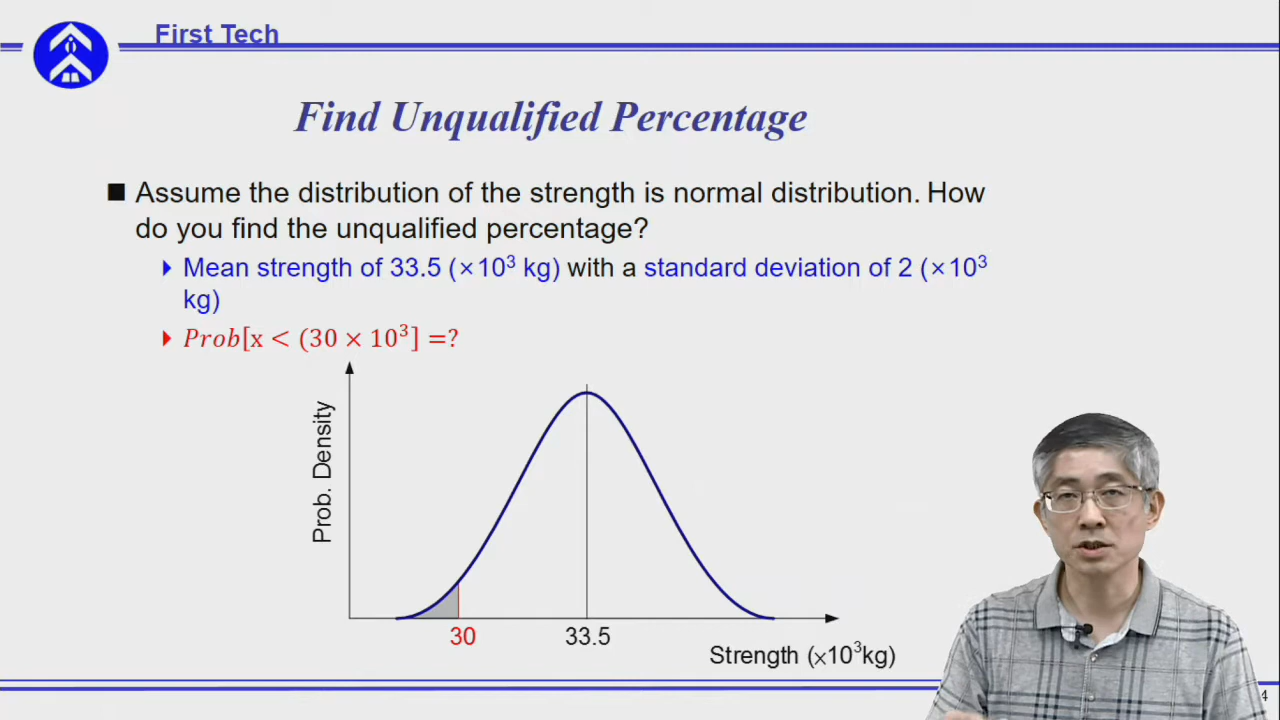 First Tech
Find Unqualified Percentage
Assume the distribution of the strength is normal distribution. How
do you find the unqualified percentage?
Mean strength of 33.5 (×10³ kg) with a standard deviation of 2 (×10³
kg)
Prob[x < (30 × 10³] =?
Prob. Density
30
33.5
Strength (×10³kg)
4